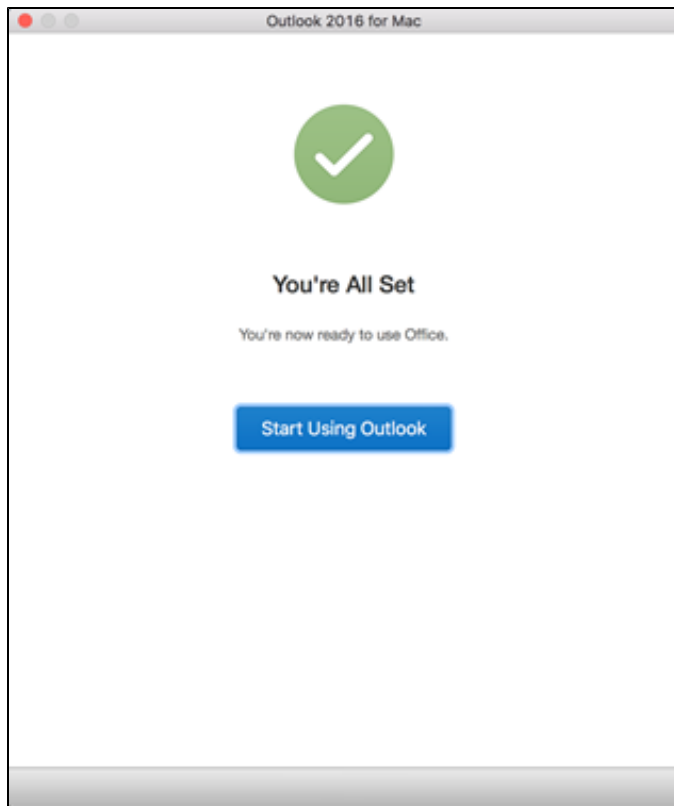 Outlook 2016 for Mac
You're All Set
You're now ready to use Office.
Start Using Outlook